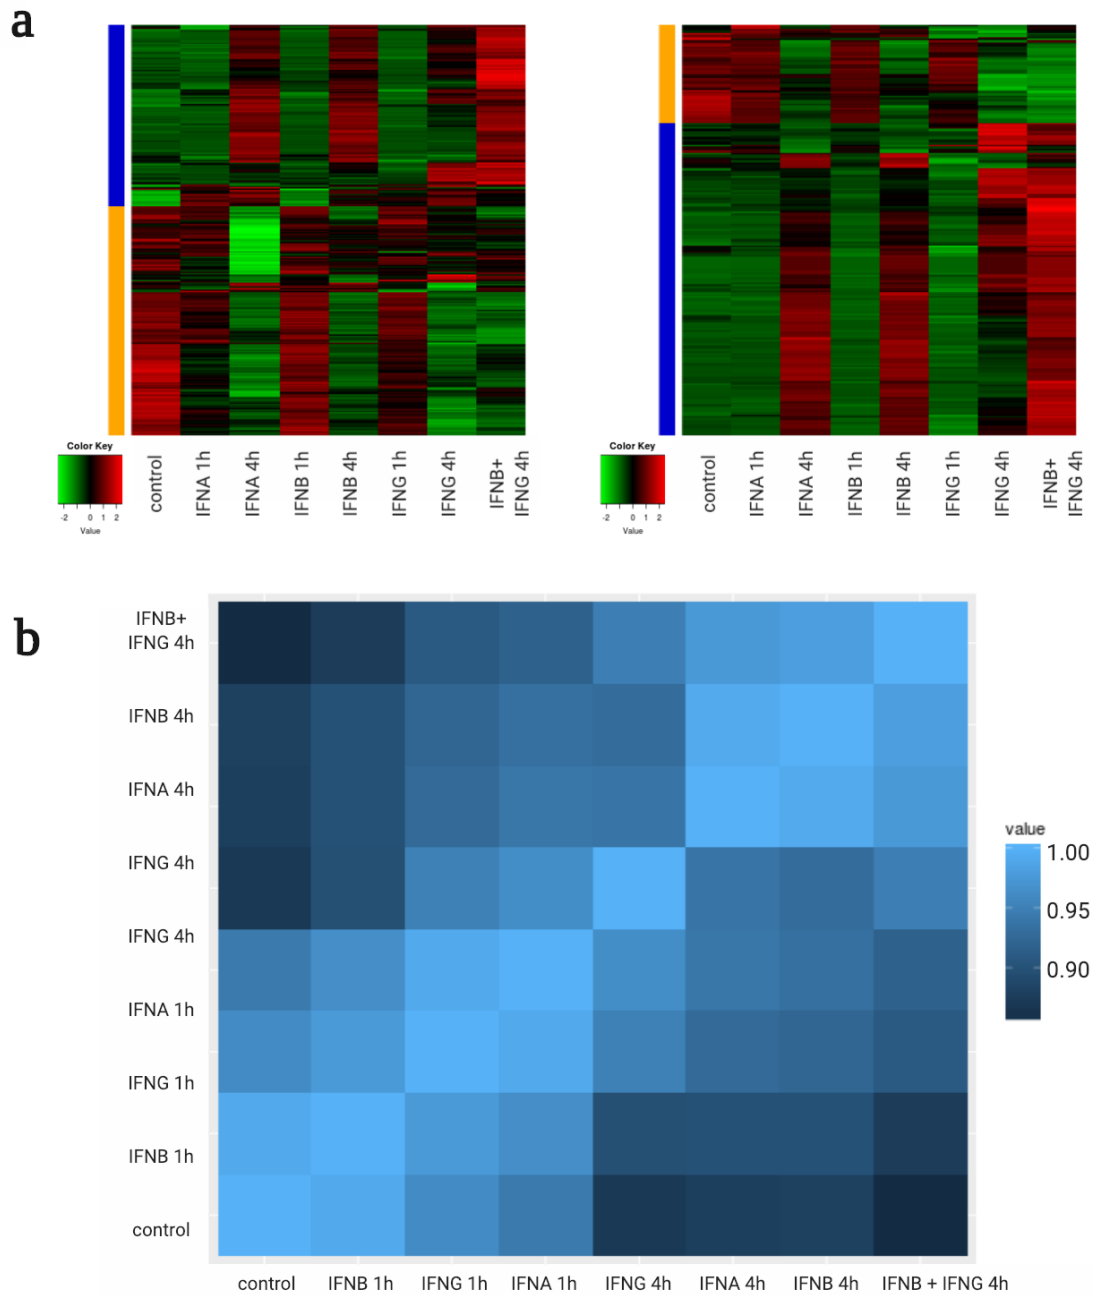 a
Color Key
-2 0 1 2
Value
control
IFNA 1h
IFNA 4h
IFNB 1h
IFNB 4h
IFNG 1h
IFNG 4h
IFNB+
IFNG 4h
Color Key
-2 0 1 2
Value
control
IFNA 1h
IFNA 4h
IFNB 1h
IFNB 4h
IFNG 1h
IFNG 4h
IFNB+
IFNG 4h
b
IFNB+
IFNG 4h
IFNB 4h
IFNA 4h
IFNG 4h
IFNG 4h
IFNA 1h
IFNG 1h
IFNB 1h
control
value
1.00
0.95
0.90
control IFNB 1h IFNG 1h IFNA 1h IFNG 4h IFNA 4h IFNB 4h IFNB + IFNG 4h